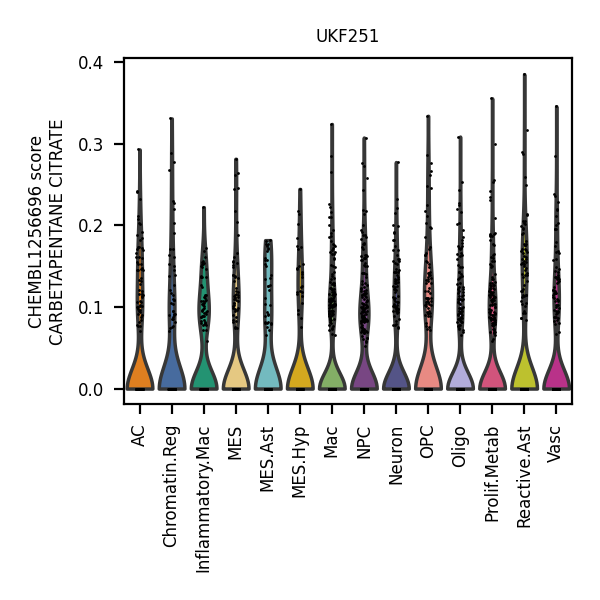 UKF251
CHEMBL1256696 score
CARBETAPENTANE CITRATE
0.4
0.3
0.2
0.1
0.0
AC
Chromatin.Reg
Inflammatory.Mac
MES
MES.Ast
MES.Hyp
Mac
NPC
Neuron
OPC
Oligo
Prolif.Metab
Reactive.Ast
Vasc